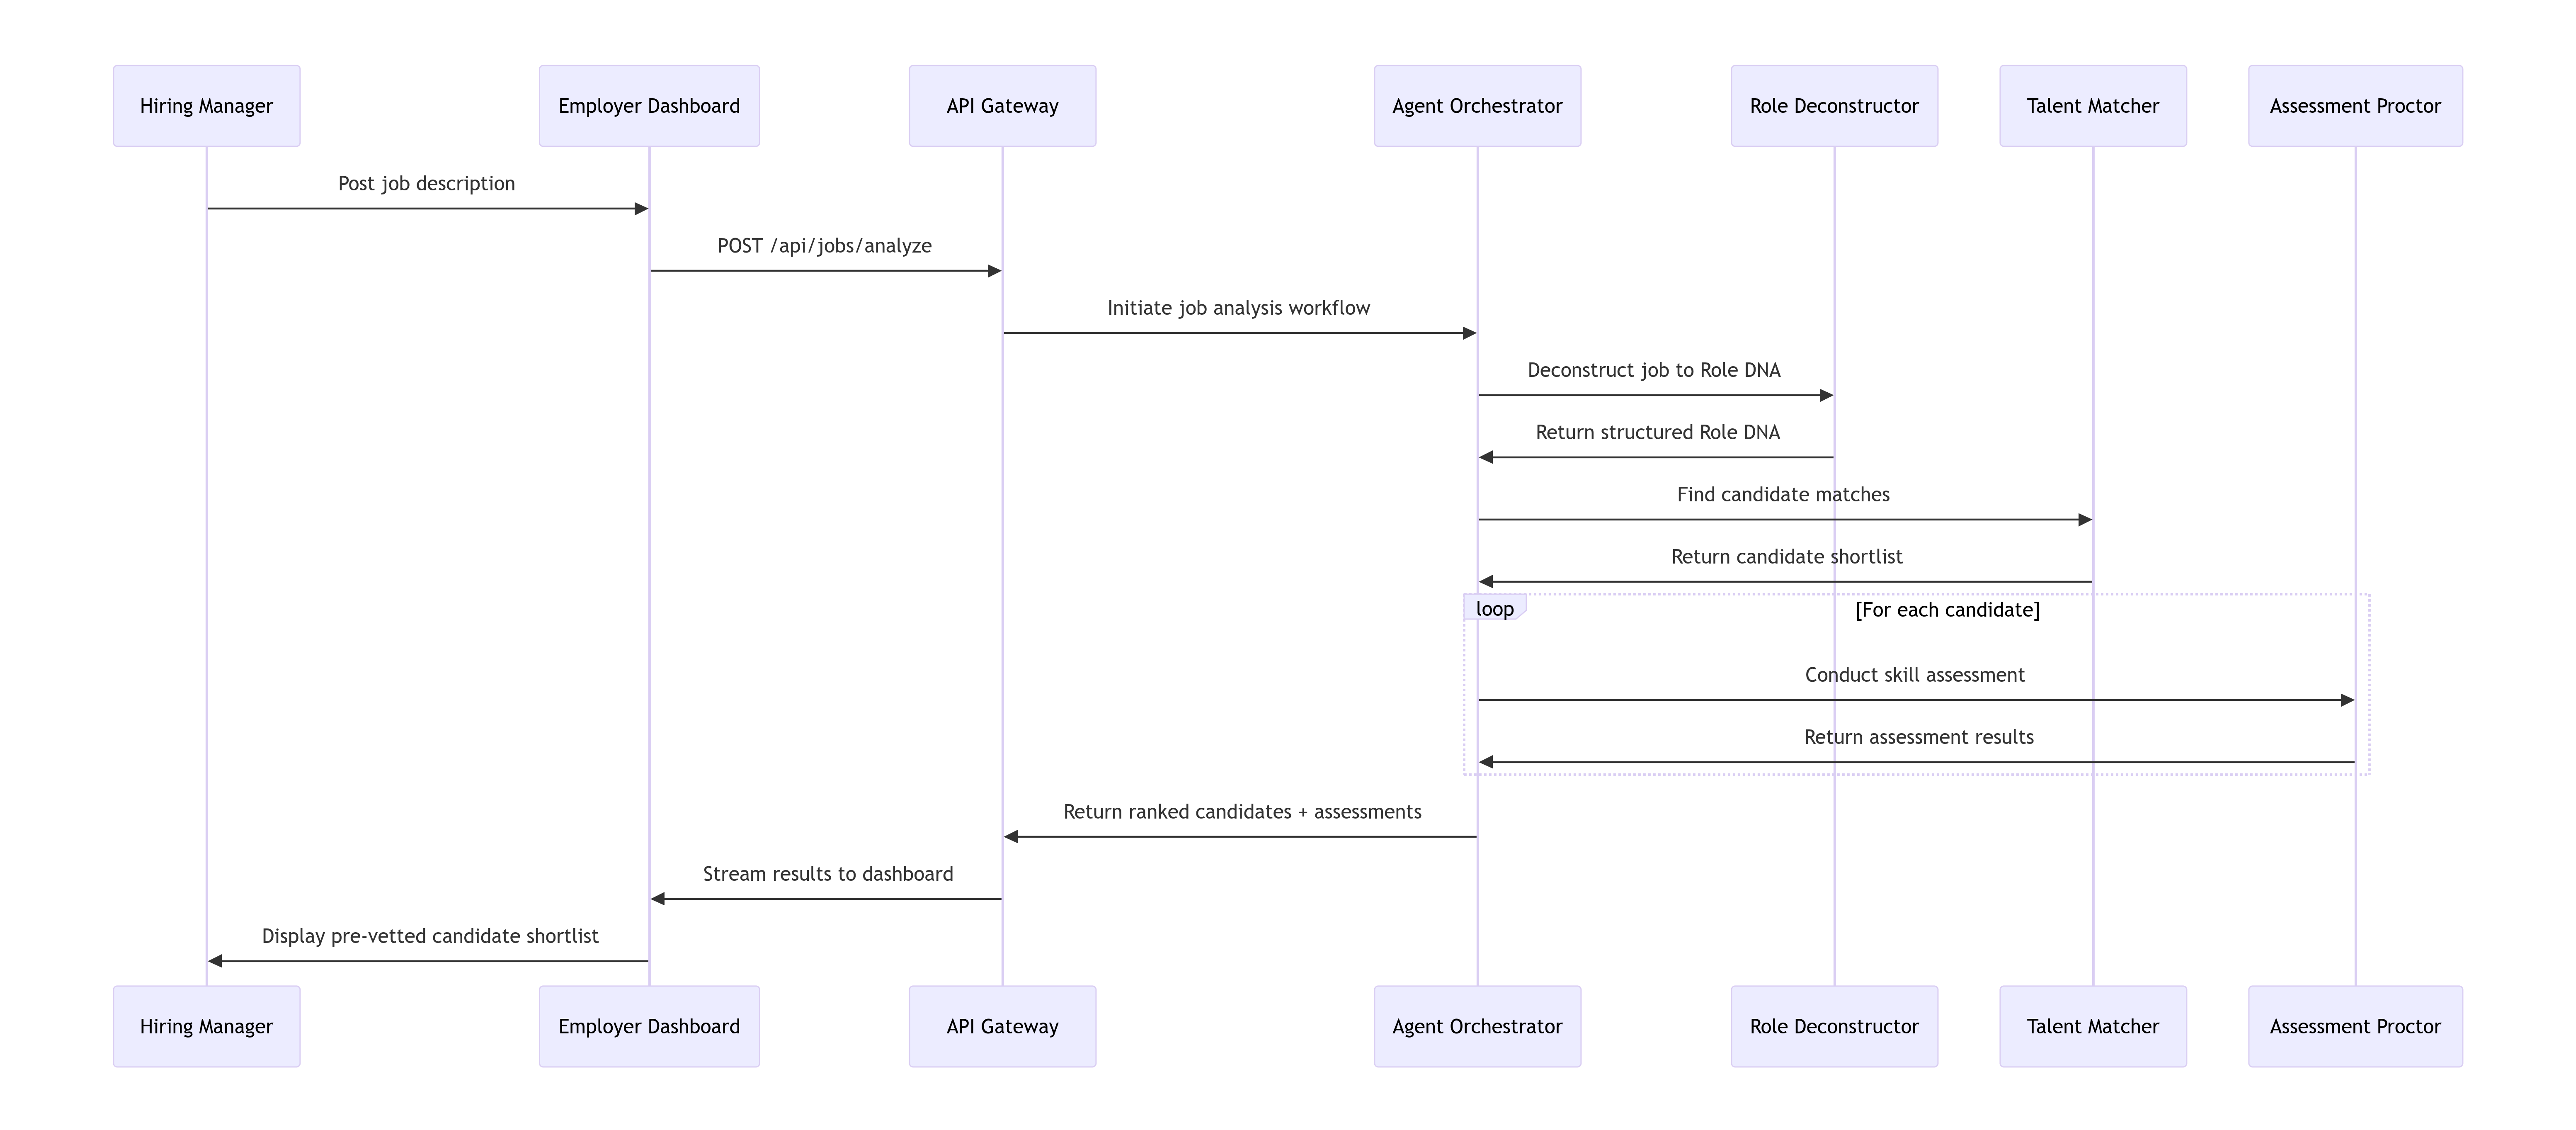 Hiring Manager
Employer Dashboard
API Gateway
Agent Orchestrator
Role Deconstructor
Talent Matcher
Assessment Proctor
Post job description
POST /api/jobs/analyze
Initiate job analysis workflow
Deconstruct job to Role DNA
Return structured Role DNA
Find candidate matches
Return candidate shortlist
loop
[For each candidate]
Conduct skill assessment
Return assessment results
Return ranked candidates + assessments
Stream results to dashboard
Display pre-vetted candidate shortlist
Hiring Manager
Employer Dashboard
API Gateway
Agent Orchestrator
Role Deconstructor
Talent Matcher
Assessment Proctor